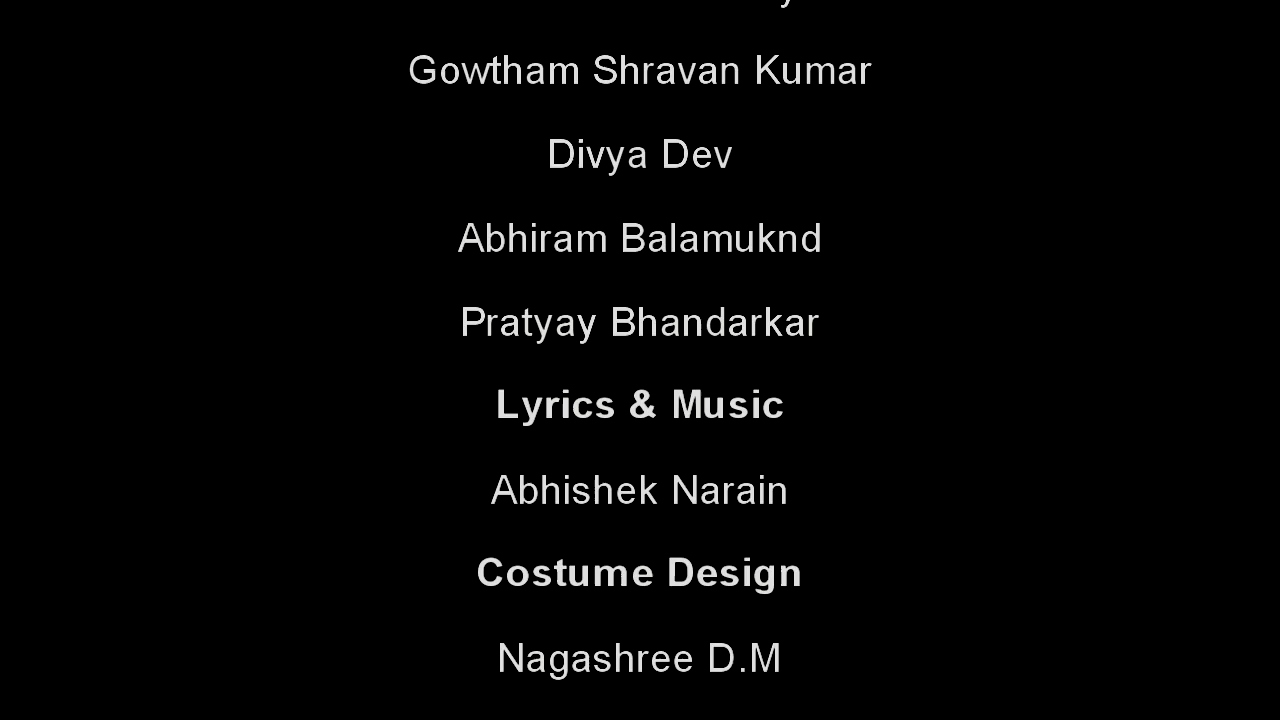 Gowtham Shravan Kumar
Divya Dev
Abhiram Balamuknd
Pratyay Bhandarkar
Lyrics & Music
Abhishek Narain
Costume Design
Nagashree D.M